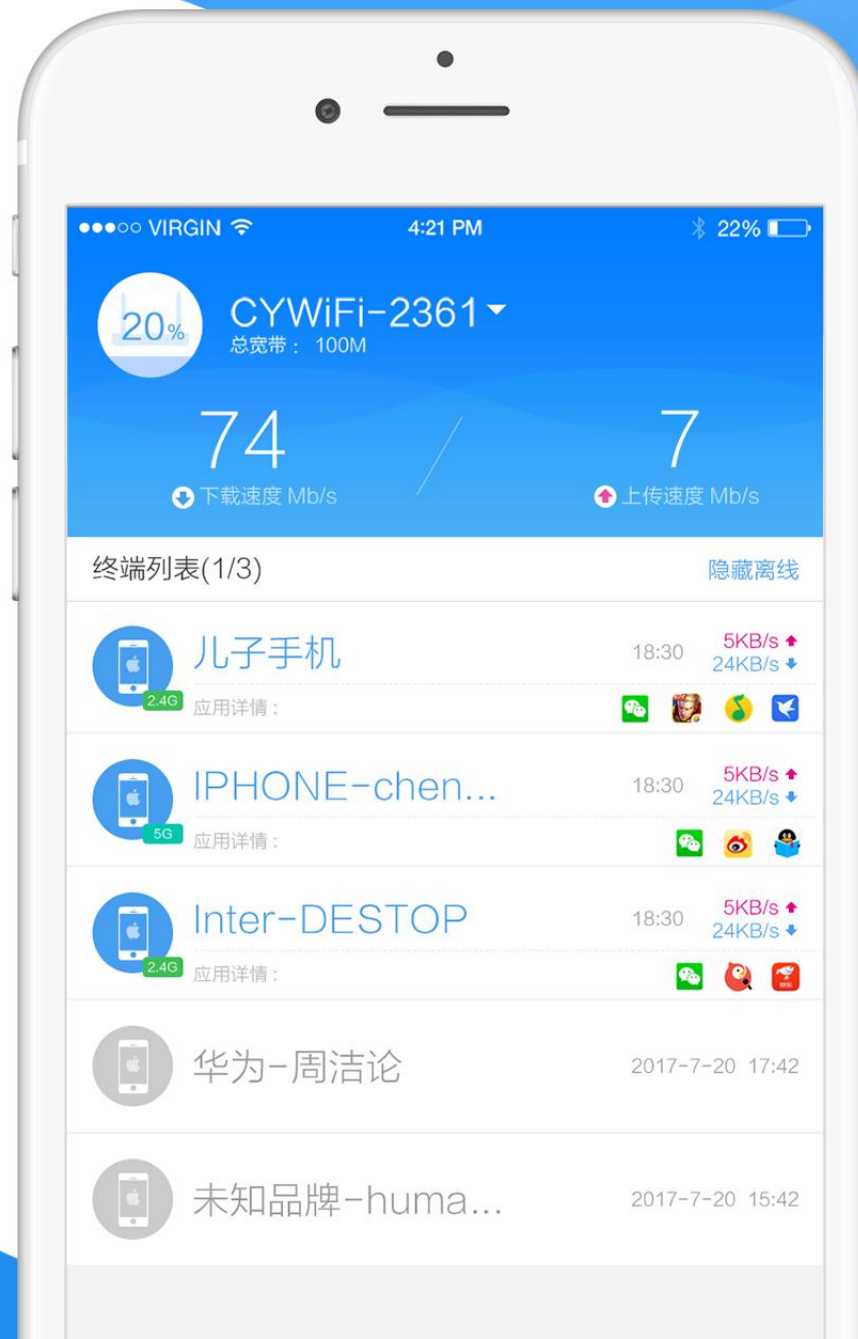 VIRGIN 4:21 PM 22%
20%
CYWiFi-2361
总宽带： 100M
74 7
下载速度 Mb/s 上传速度 Mb/s
终端列表(1/3) 隐藏离线
儿子手机 18:30 5KB/s
24KB/s
2.4G
应用详情：
IPHONE-chen... 18:30 5KB/s
24KB/s
5G
应用详情：
Inter-DESTOP 18:30 5KB/s
24KB/s
2.4G
应用详情：
京东
华为-周洁论 2017-7-20 17:42
未知品牌-huma... 2017-7-20 15:42